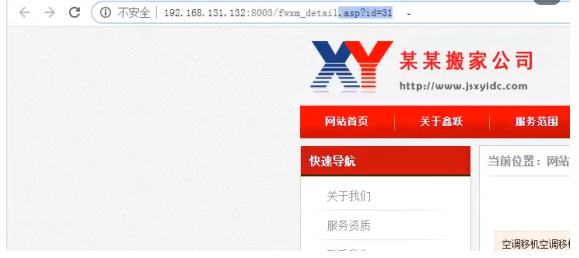 不安全 | 192.168.131.132:8003/fwxm_detail.asp?id=31
XY 某某搬家公司
http://www.jsxyidc.com
网站首页 关于鑫跃 服务范围
快速导航 当前位置：网站
关于我们
服务资质
空调移机空调移机